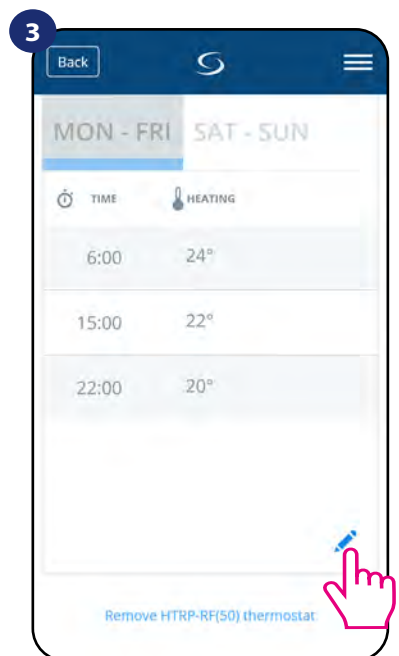 3
Back
MON - FRI SAT - SUN
TIME HEATING
6:00 24°
15:00 22°
22:00 20°
Remove HTRP-RF(50) thermostat